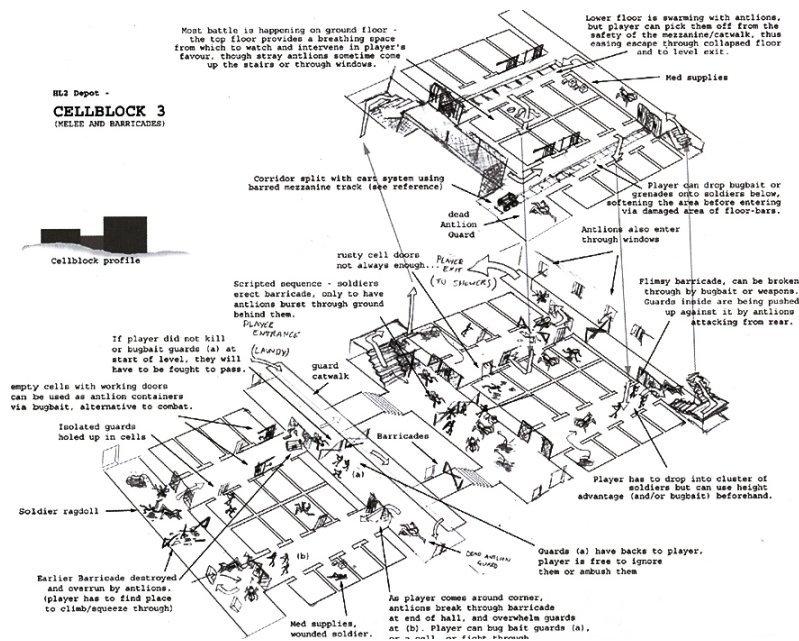 Most battle is happening on ground floor -
the top floor provides a breathing space
from which to watch and intervene in player's
favour, though stray antlions sometime come
up the stairs or through windows.
Lower floor is swarming with antlions,
but player can pick them off from the
safety of the mezzanine/catwalk, thus
easing escape through collapsed floor
and to level exit.
Med supplies
HL2 Depot -
CELLBLOCK 3
(MELEE AND BARRICADES)
Corridor split with cart system using
barred mezzanine track (see reference)
Player can drop bugbait or
grenades onto soldiers below,
softening the area before entering
via damaged area of floor-bars.
dead
Antlion
Guard
Antlions also enter
through windows
Cellblock profile
rusty cell doors
not always enough...
PLAYER
EXIT
(TO SHOWERS)
Scripted sequence - soldiers
erect barricade, only to have
antlions burst through ground
behind them.
Flimsy barricade, can be broken
through by bugbait or weapons.
Guards inside are being pushed
up against it by antlions
attacking from rear.
PLAYER
ENTRANCE
(LAUNDY)
If player did not kill
or bugbait guards (a) at
start of level, they will
have to be fought to pass.
guard
catwalk
empty cells with working doors
can be used as antlion containers
via bugbait, alternative to combat.
Isolated guards
holed up in cells
Barricades
(a)
Soldier ragdoll
Player has to drop into cluster of
soldiers but can use height
advantage (and/or bugbait) beforehand.
(b)
DEAD ANTLION
GUARD
Guards (a) have backs to player,
player is free to ignore
them or ambush them
Earlier Barricade destroyed
and overrun by antlions.
(player has to find place
to climb/squeeze through)
Med supplies,
wounded soldier.
As player comes around corner,
antlions break through barricade
at end of hall, and overwhelm guards
at (b). Player can bug bait guards (a),
or a cell, or fight through